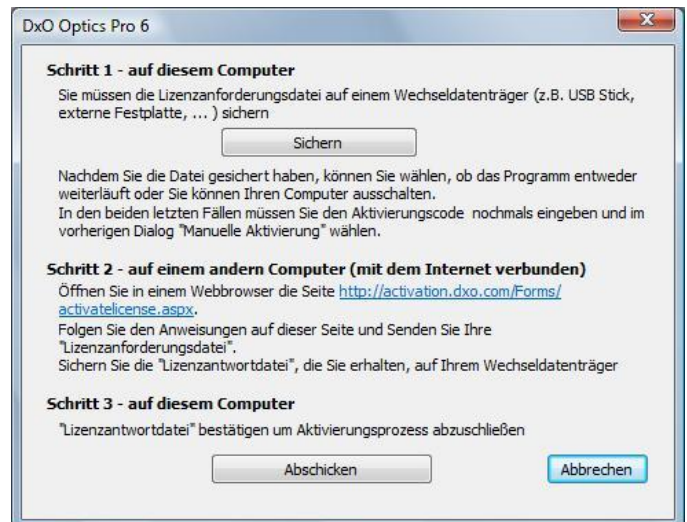 DxO Optics Pro 6
Schritt 1 - auf diesem Computer
Sie müssen die Lizenzanforderungsdatei auf einem Wechseldatenträger (z.B. USB Stick,
externe Festplatte, ... ) sichern
Sichern
Nachdem Sie die Datei gesichert haben, können Sie wählen, ob das Programm entweder
weiterläuft oder Sie können Ihren Computer ausschalten.
In den beiden letzten Fällen müssen Sie den Aktivierungscode nochmals eingeben und im
vorherigen Dialog "Manuelle Aktivierung" wählen.
Schritt 2 - auf einem andern Computer (mit dem Internet verbunden)
Öffnen Sie in einem Webbrowser die Seite http://activation.dxo.com/Forms/
activatelicense.aspx.
Folgen Sie den Anweisungen auf dieser Seite und Senden Sie Ihre
"Lizenzanforderungsdatei".
Sichern Sie die "Lizenzantwortdatei", die Sie erhalten, auf Ihrem Wechseldatenträger
Schritt 3 - auf diesem Computer
"Lizenzantwortdatei" bestätigen um Aktivierungsprozess abzuschließen
Abschicken
Abbrechen